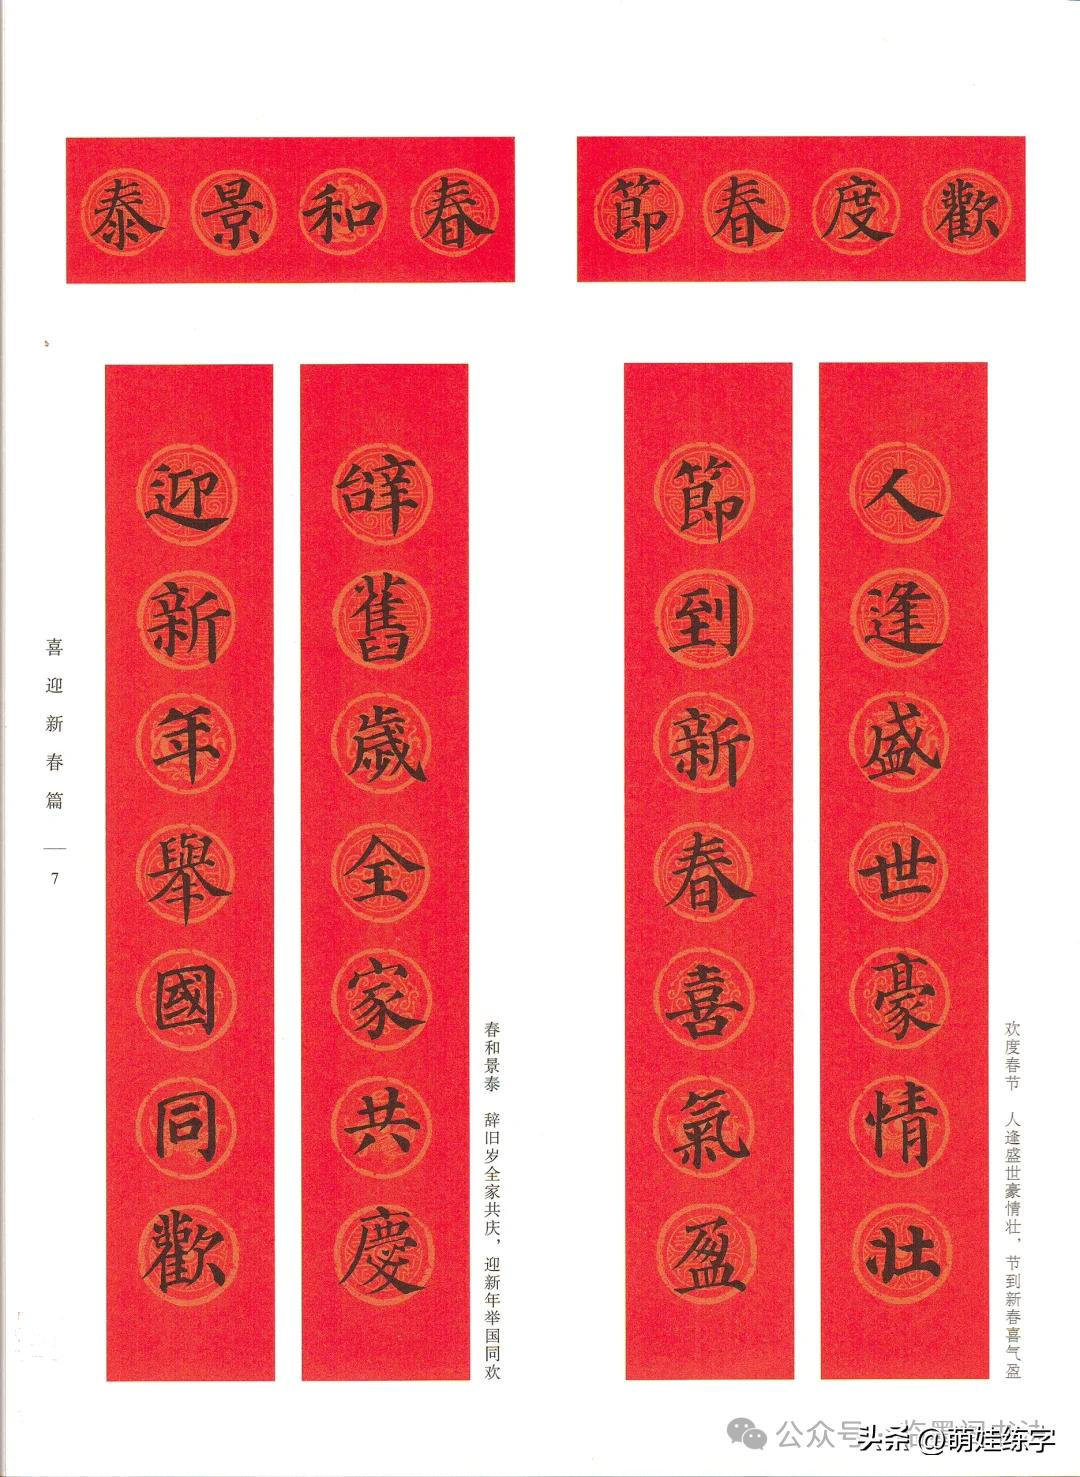 歡度春節
人逢盛世豪情壯
節到新春喜氣盈
欢度春节　人逢盛世豪情壮，节到新春喜气盈
春和景泰
辝舊歲全家共慶
迎新年舉國同歡
春和景泰　辞旧岁全家共庆，迎新年举国同欢
喜迎新春篇
7
公众号
头条 @萌娃练字